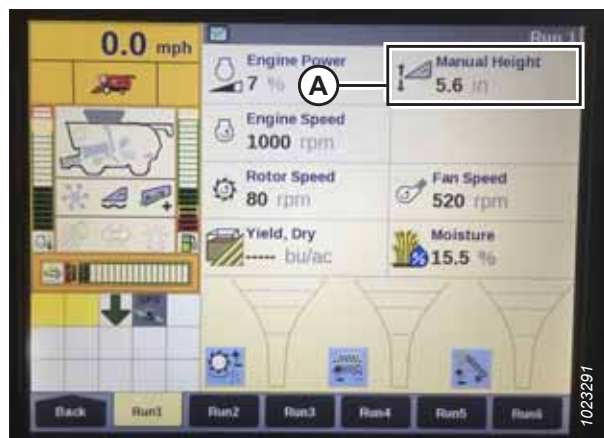 0.0 mph
Run 1
Engine Power
7 %
A
Manual Height
5.6 in
Engine Speed
1000 rpm
Rotor Speed
80 rpm
Fan Speed
520 rpm
Yield, Dry
----- bu/ac
Moisture
15.5 %
Back
Run1
Run2
Run3
Run4
Run5
Run6
1023291